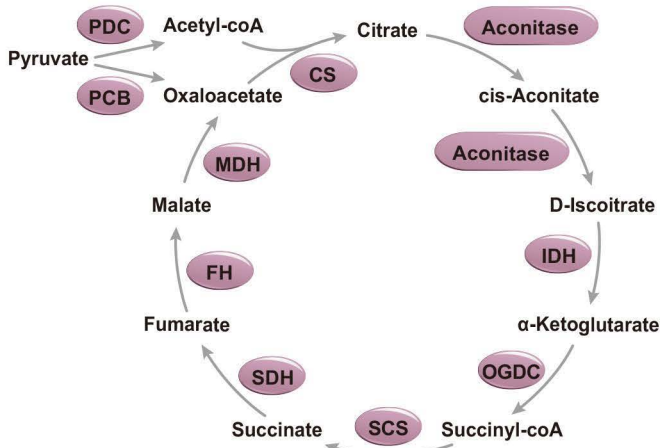 PDC
Acetyl-coA
Citrate
Aconitase
Pyruvate
CS
PCB
Oxaloacetate
cis-Aconitate
MDH
Aconitase
Malate
D-Iscoitrate
FH
IDH
Fumarate
α-Ketoglutarate
SDH
OGDC
Succinate
SCS
Succinyl-coA